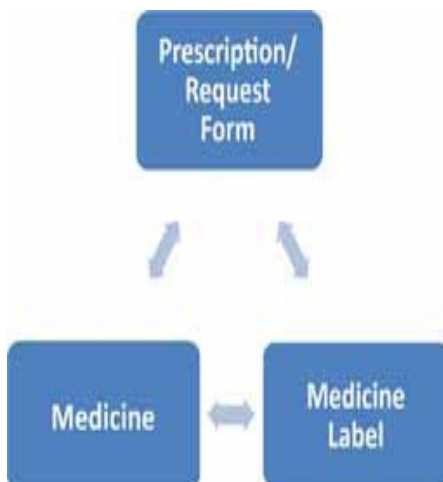 Prescription/
Request
Form
Medicine
Medicine
Label